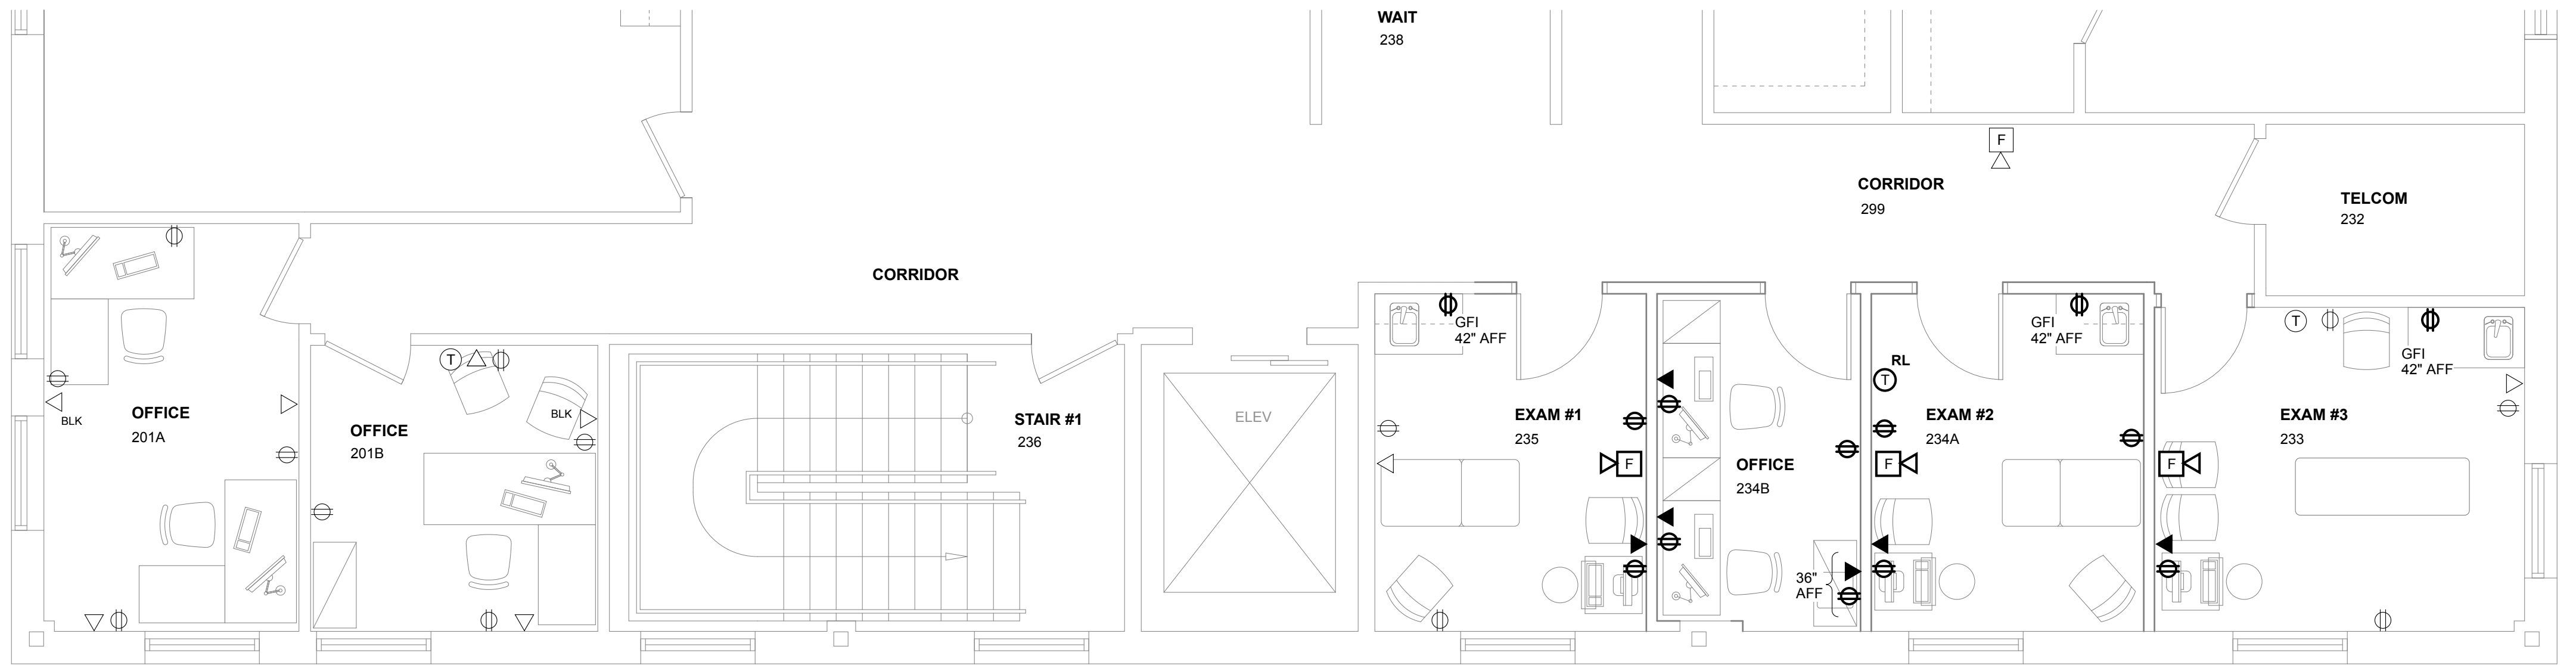 WAIT
238
F
CORRIDOR
299
TELCOM
232
CORRIDOR
GFI
42" AFF
GFI
42" AFF
T
GFI
42" AFF
T
RL
T
BLK
OFFICE
201A
BLK
OFFICE
201B
STAIR #1
236
ELEV
EXAM #1
235
F
OFFICE
234B
EXAM #2
234A
F
EXAM #3
233
F
36"
AFF